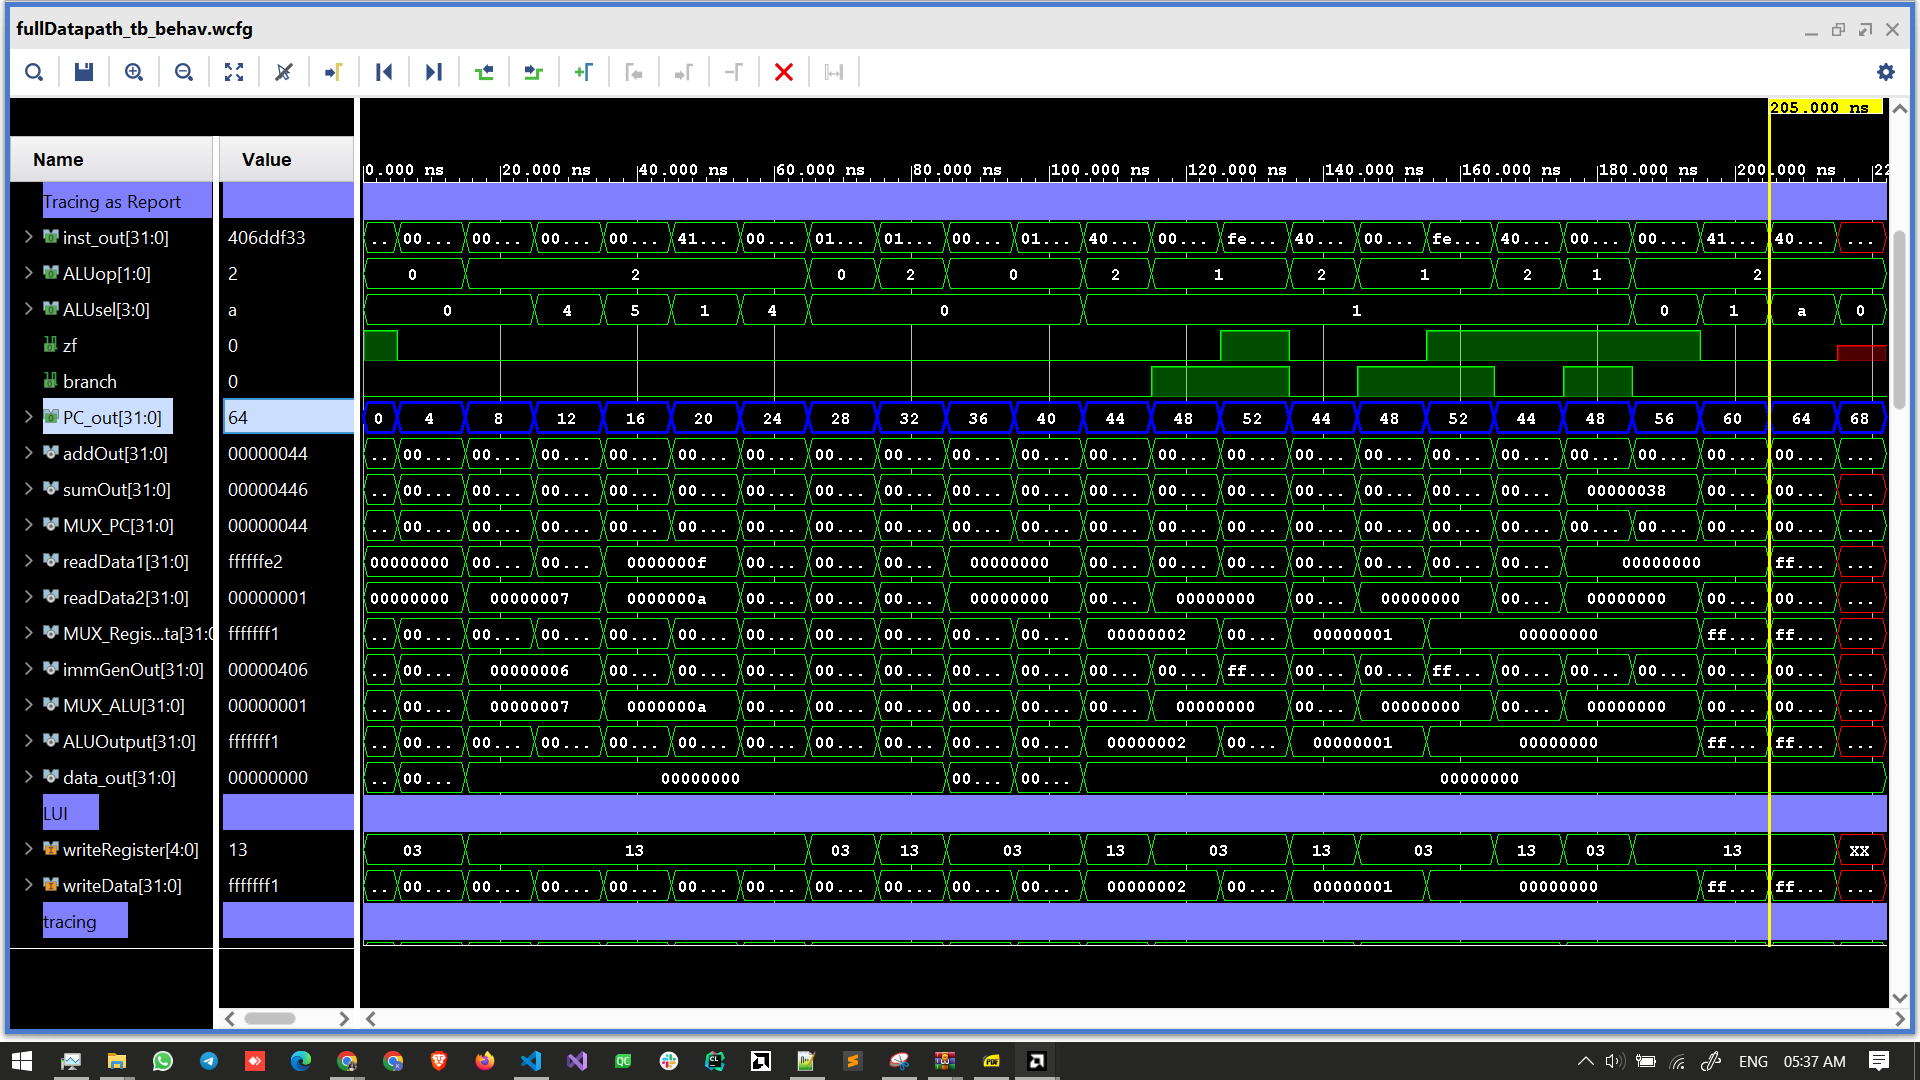 fullDatapath_tb_behav.wcfg
205.000 ns
Name Value
0.000 ns 20.000 ns 40.000 ns 60.000 ns 80.000 ns 100.000 ns 120.000 ns 140.000 ns 160.000 ns 180.000 ns 200.000 ns 22
Tracing as Report
inst_out[31:0] 406ddf33 .. 00... 00... 00... 00... 41... 00... 01... 01... 00... 01... 40... 00... fe... 40... 00... fe... 40... 00... 00... 41... 40... ...
ALUop[1:0] 2 0 2 0 2 0 2 1 2 1 2 1 2
ALUsel[3:0] a 0 4 5 1 4 0 1 0 1 a 0
zf 0
branch 0
PC_out[31:0] 64 0 4 8 12 16 20 24 28 32 36 40 44 48 52 44 48 52 44 48 56 60 64 68
addOut[31:0] 00000044 .. 00... 00... 00... 00... 00... 00... 00... 00... 00... 00... 00... 00... 00... 00... 00... 00... 00... 00... 00... 00... 00... ...
sumOut[31:0] 00000446 .. 00... 00... 00... 00... 00... 00... 00... 00... 00... 00... 00... 00... 00... 00... 00... 00... 00... 00000038 00... 00... ...
MUX_PC[31:0] 00000044 .. 00... 00... 00... 00... 00... 00... 00... 00... 00... 00... 00... 00... 00... 00... 00... 00... 00... 00... 00... 00... 00... ...
readData1[31:0] ffffffe2 00000000 00... 00... 0000000f 00... 00... 00... 00000000 00... 00... 00... 00... 00... 00... 00... 00000000 ff... ...
readData2[31:0] 00000001 00000000 00000007 0000000a 00... 00... 00... 00000000 00... 00000000 00... 00000000 00... 00000000 00... 00... ...
MUX_Regis...ta[31:0 fffffff1 .. 00... 00... 00... 00... 00... 00... 00... 00... 00... 00... 00000002 00... 00000001 00000000 ff... ff... ...
immGenOut[31:0] 00000406 .. 00... 00000006 00... 00... 00... 00... 00... 00... 00... 00... 00... ff... 00... 00... ff... 00... 00... 00... 00... 00... ...
MUX_ALU[31:0] 00000001 .. 00... 00000007 0000000a 00... 00... 00... 00... 00... 00... 00000000 00... 00000000 00... 00000000 00... 00... ...
ALUOutput[31:0] fffffff1 .. 00... 00... 00... 00... 00... 00... 00... 00... 00... 00... 00000002 00... 00000001 00000000 ff... ff... ...
data_out[31:0] 00000000 .. 00... 00000000 00... 00... 00000000
LUI
writeRegister[4:0] 13 03 13 03 13 03 13 03 13 03 13 03 13 XX
writeData[31:0] fffffff1 .. 00... 00... 00... 00... 00... 00... 00... 00... 00... 00... 00000002 00... 00000001 00000000 ff... ff... ...
tracing
ENG 05:37 AM